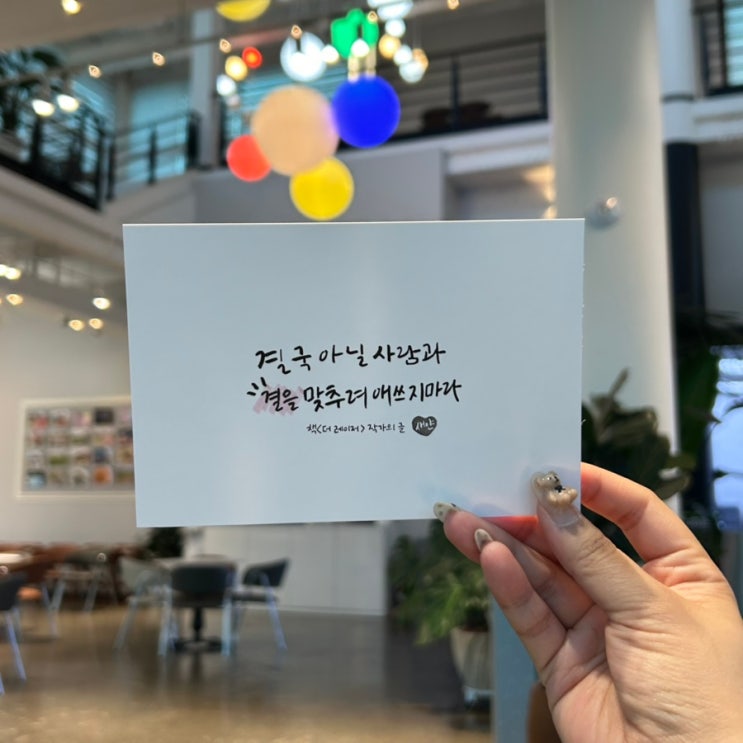 결국 아닐 사람과
결을 맞추려 애쓰지마라
책<더 레이저> 작가의 글